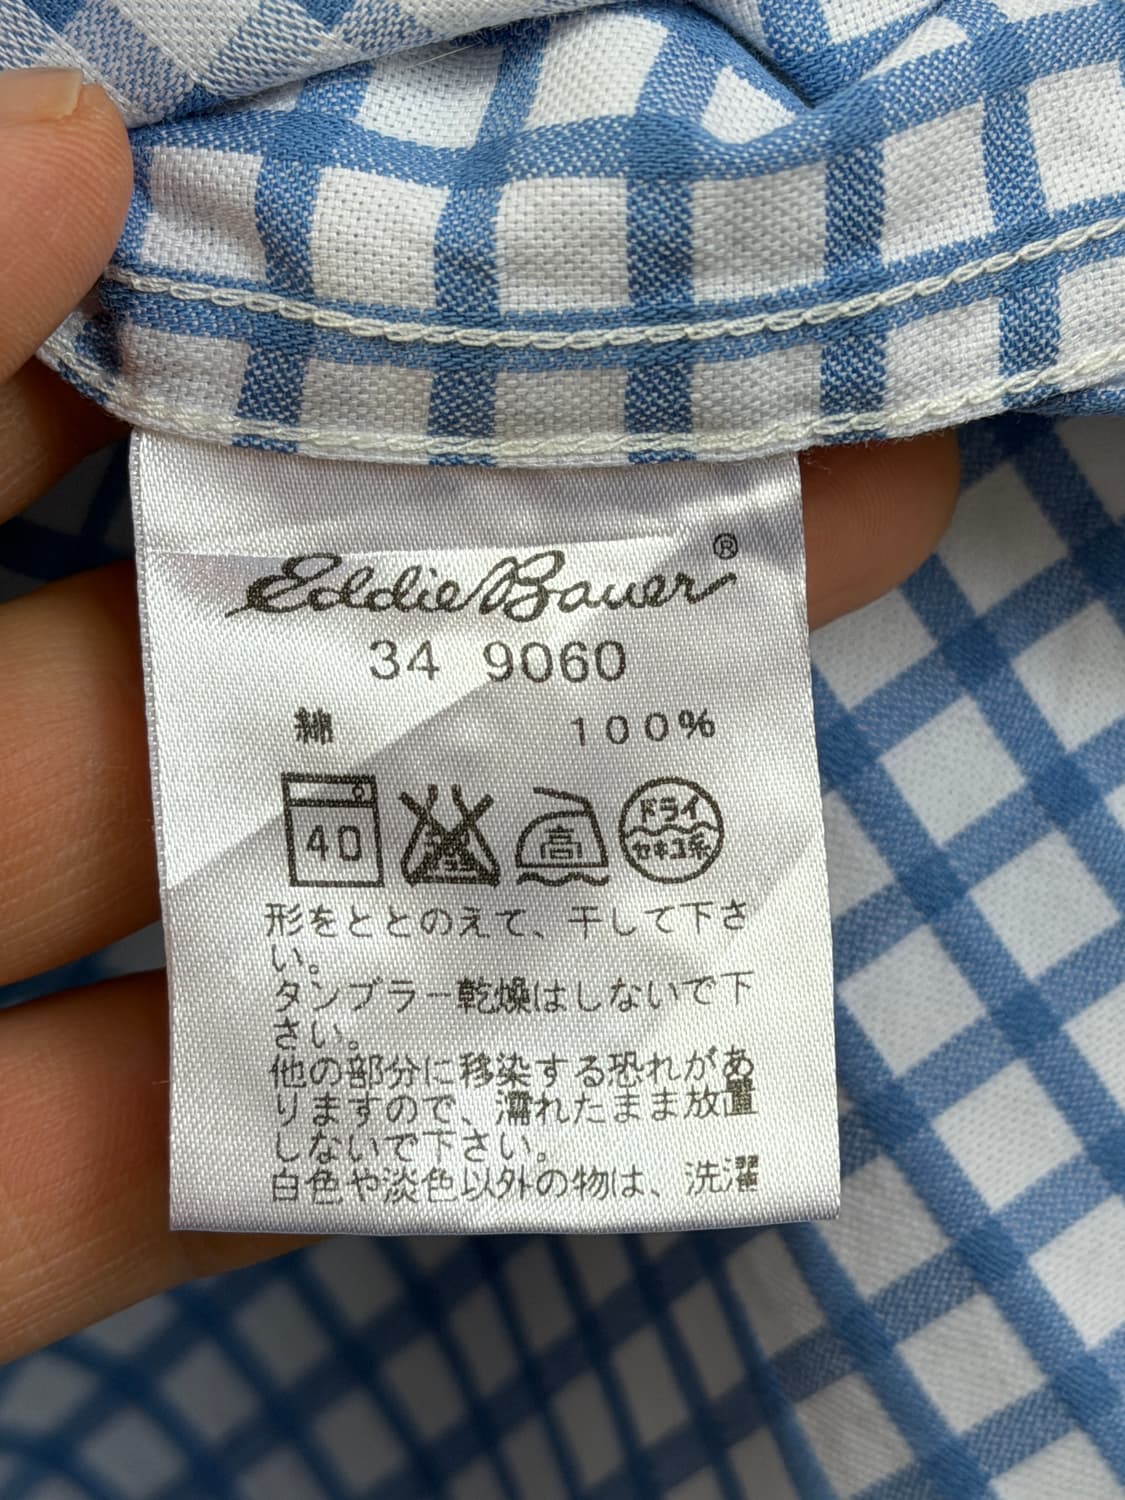 Eddie Bauer®
34 9060
綿 100%
40 高 ドライ
セキユ系
形をととのえて、干して下さ
い。
タンブラー乾燥はしないで下
さい。
他の部分に移染する恐れがあ
りますので、濡れたまま放置
しないで下さい。
白色や淡色以外の物は、洗濯